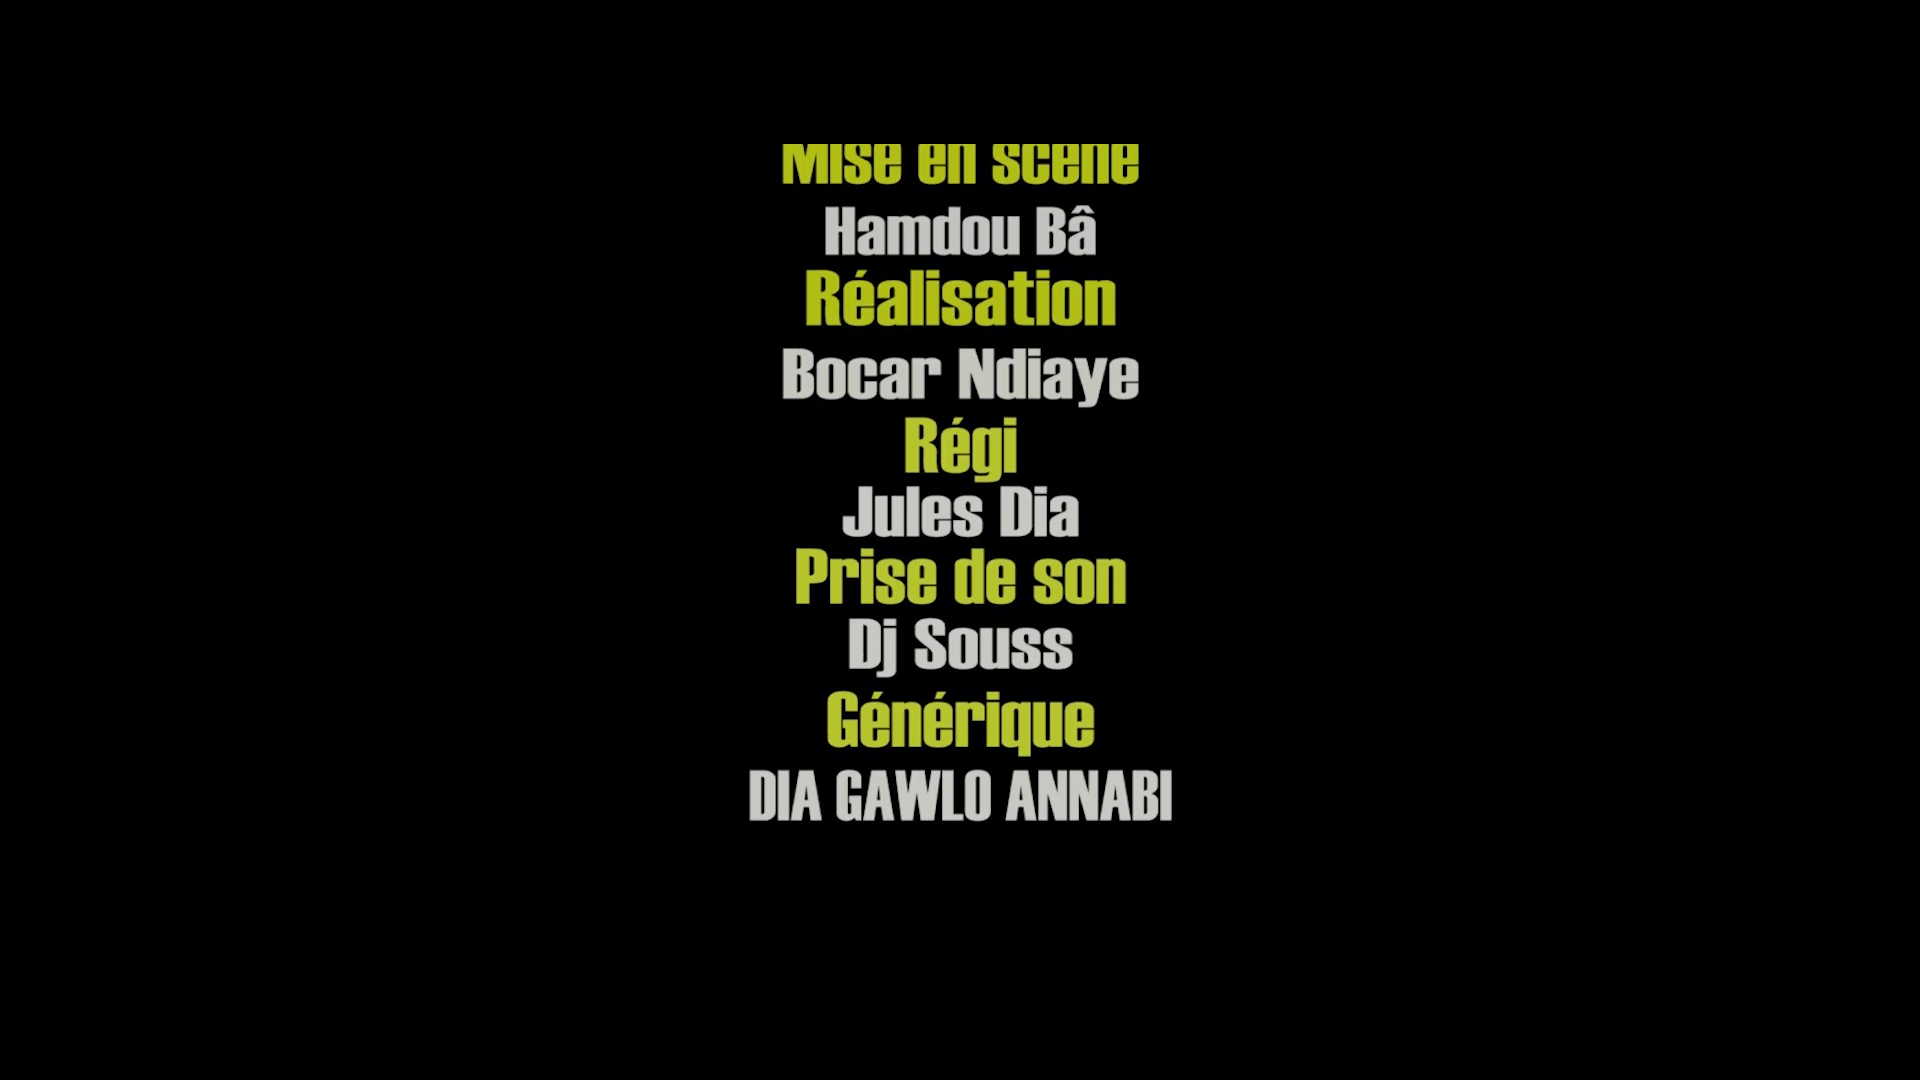 Mise en scène
Hamdou Bâ
Réalisation
Bocar Ndiaye
Régi
Jules Dia
Prise de son
Dj Souss
Générique
DIA GAWLO ANNABI